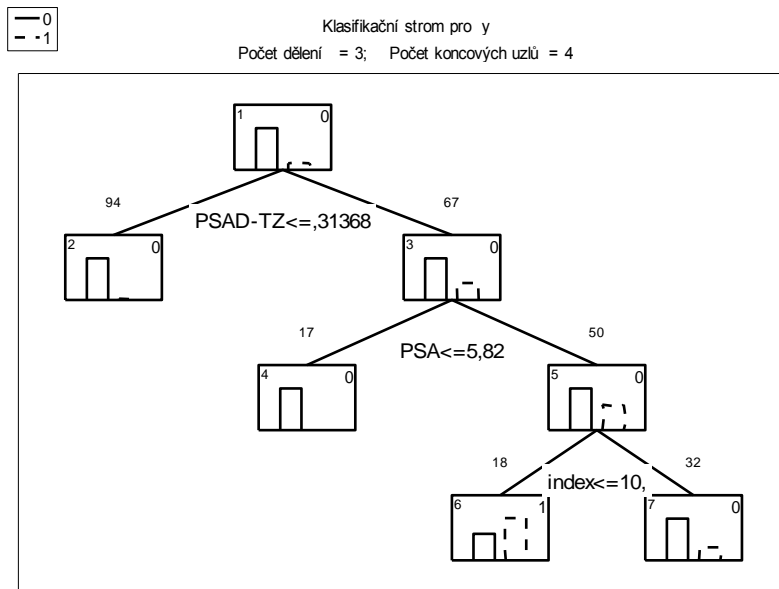 0
1
Klasifikační strom pro y
Počet dělení = 3; Počet koncových uzlů = 4
1 0
94 67
PSAD-TZ<=,31368
2 0 3 0
17 50
PSA<=5,82
4 0 5 0
18 32
index<=10,
6 1 7 0